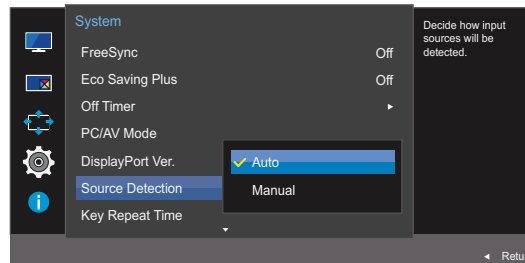 System
FreeSync Off
Eco Saving Plus Off
Off Timer
PC/AV Mode
DisplayPort Ver.
Source Detection
Key Repeat Time
Auto
Manual
Decide how input
sources will be
detected.
Retu